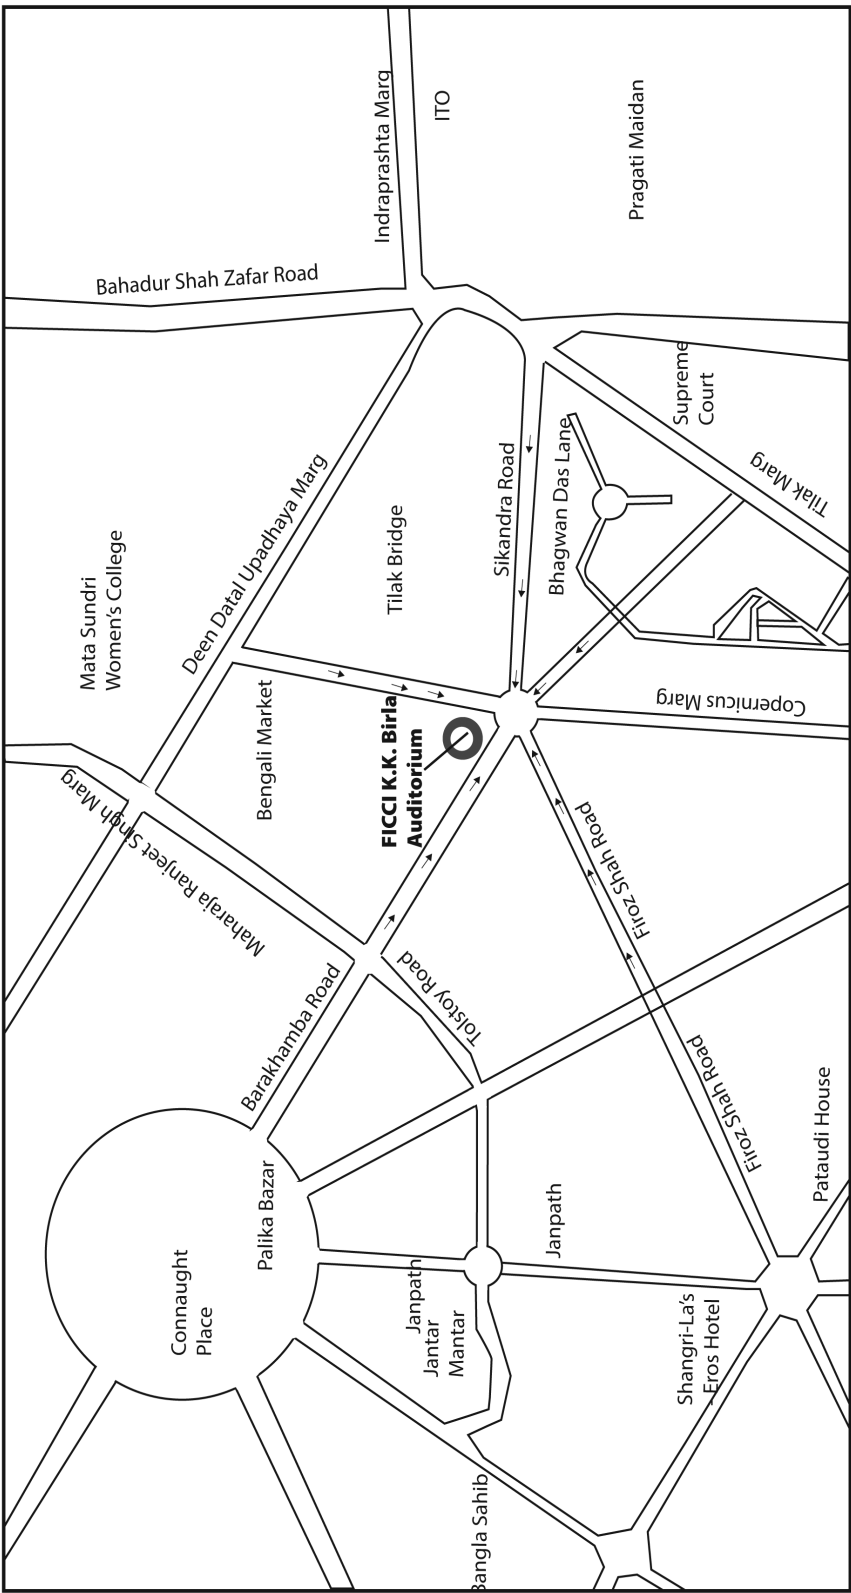 Indraprashta Marg
ITO
Pragati Maidan
Bahadur Shah Zafar Road
Supreme
Court
Tilak Marg
Sikandra Road
Bhagwan Das Lane
Deen Datal Upadhaya Marg
Tilak Bridge
Mata Sundri
Women's College
Bengali Market
FICCI K.K. Birla
Auditorium
Copernicus Marg
Maharaja Ranjeet Singh Marg
Marg
Firoz Shah Road
Barakhamba Road
Tolstoy Road
Firoz Shah Road
Pataudi House
Palika Bazar
Janpath
Connaught
Place
Janpath
Jantar
Mantar
Shangri-La's
-Eros Hotel
Bangla Sahib